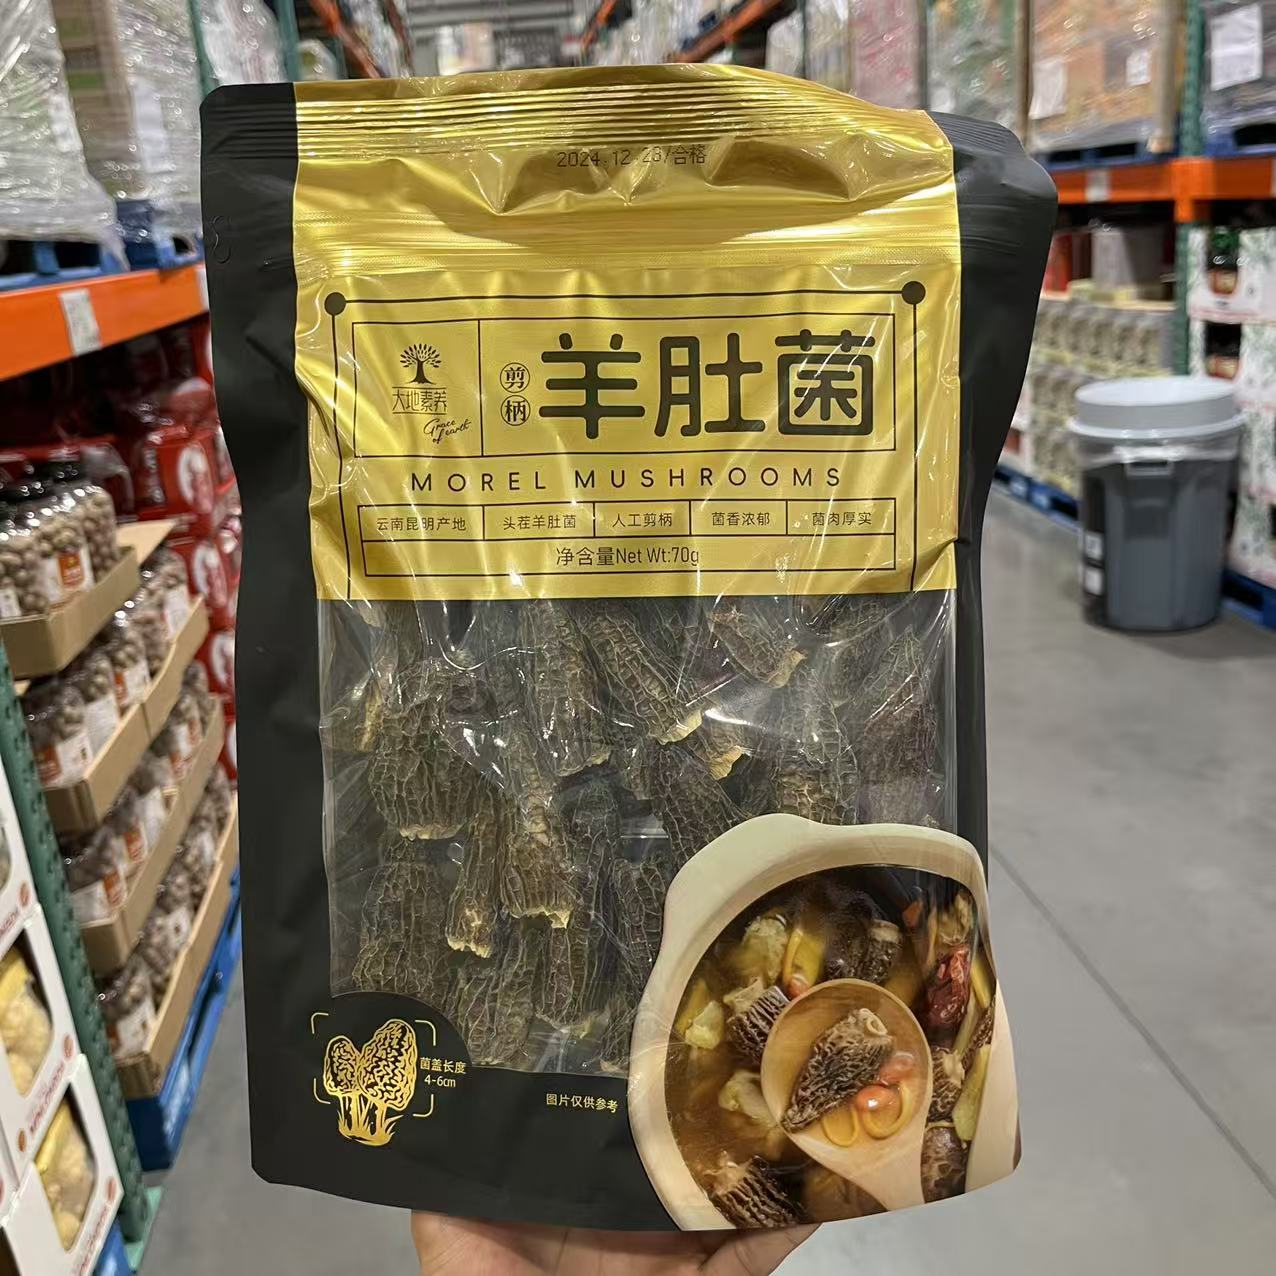 2024.12.23/合格
大地素养
Grace
of earth
剪柄
羊肚菌
MOREL MUSHROOMS
云南昆明产地 头茬羊肚菌 人工剪柄 菌香浓郁 菌肉厚实
净含量Net Wt:70g
菌盖长度
4-6cm
图片仅供参考